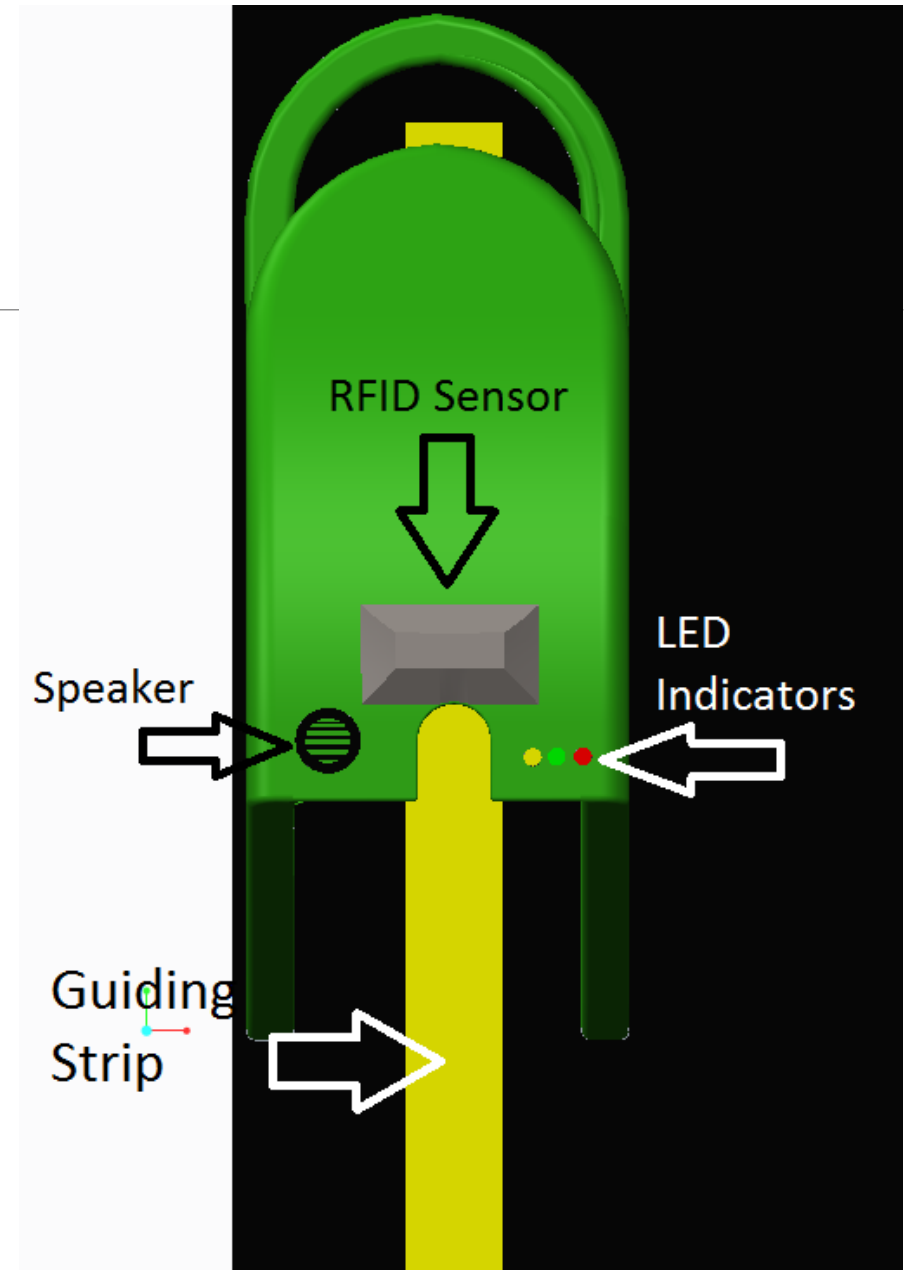 RFID Sensor
LED
Indicators
Speaker
Guiding
Strip